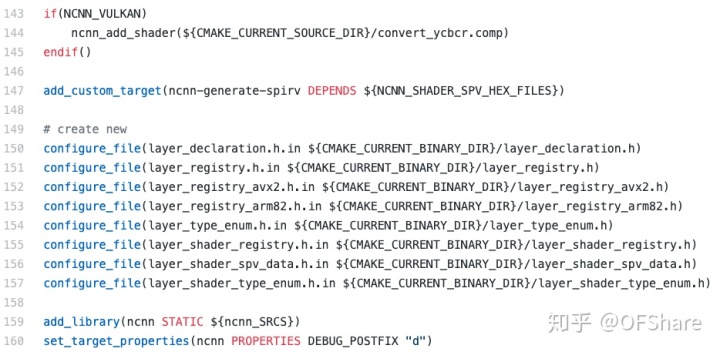 143 if(NCNN_VULKAN)
144     ncnn_add_shader(${CMAKE_CURRENT_SOURCE_DIR}/convert_ycbcr.comp)
145 endif()
146
147 add_custom_target(ncnn-generate-spirv DEPENDS ${NCNN_SHADER_SPV_HEX_FILES})
148
149 # create new
150 configure_file(layer_declaration.h.in ${CMAKE_CURRENT_BINARY_DIR}/layer_declaration.h)
151 configure_file(layer_registry.h.in ${CMAKE_CURRENT_BINARY_DIR}/layer_registry.h)
152 configure_file(layer_registry_avx2.h.in ${CMAKE_CURRENT_BINARY_DIR}/layer_registry_avx2.h)
153 configure_file(layer_registry_arm82.h.in ${CMAKE_CURRENT_BINARY_DIR}/layer_registry_arm82.h)
154 configure_file(layer_type_enum.h.in ${CMAKE_CURRENT_BINARY_DIR}/layer_type_enum.h)
155 configure_file(layer_shader_registry.h.in ${CMAKE_CURRENT_BINARY_DIR}/layer_shader_registry.h)
156 configure_file(layer_shader_spv_data.h.in ${CMAKE_CURRENT_BINARY_DIR}/layer_shader_spv_data.h)
157 configure_file(layer_shader_type_enum.h.in ${CMAKE_CURRENT_BINARY_DIR}/layer_shader_type_enum.h)
158
159 add_library(ncnn STATIC ${ncnn_SRCS})
160 set_target_properties(ncnn PROPERTIES DEBUG_POSTFIX "d")
知乎 @OFShare